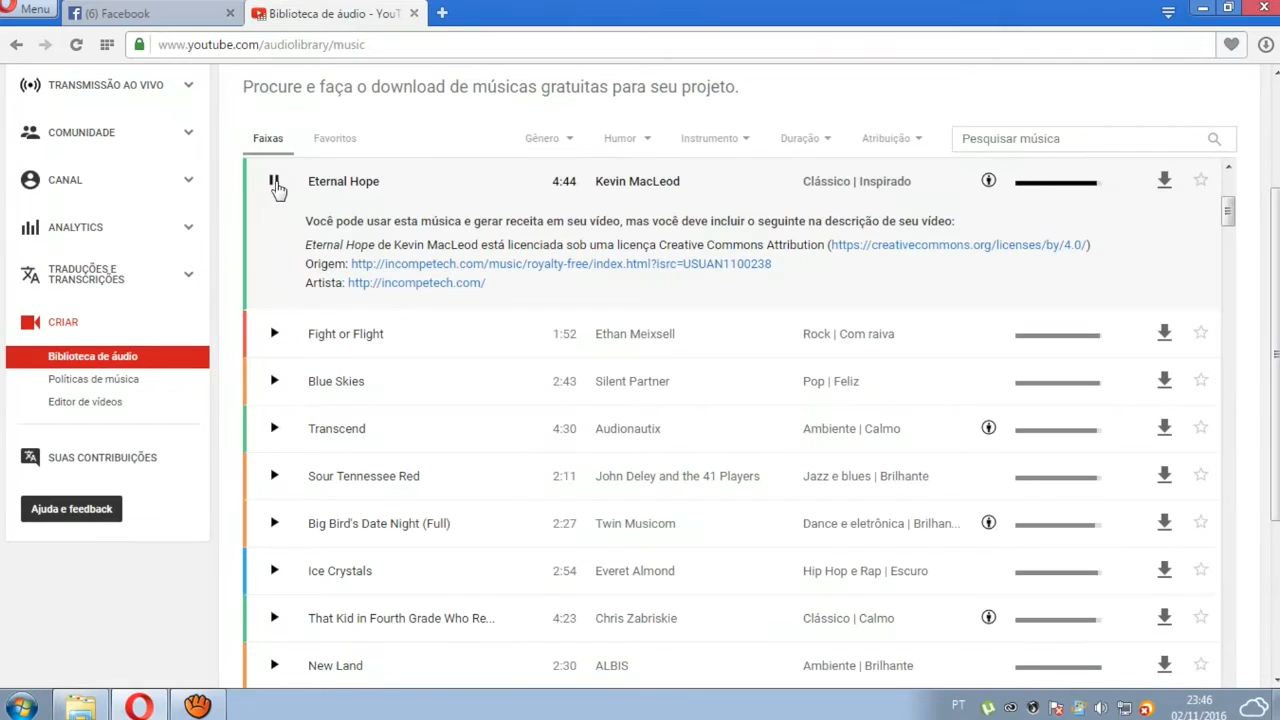 Menu
(6) Facebook
Biblioteca de áudio - YouT
www.youtube.com/audiolibrary/music
TRANSMISSÃO AO VIVO
COMUNIDADE
CANAL
ANALYTICS
TRADUÇÕES E
TRANSCRIÇÕES
CRIAR
Biblioteca de áudio
Políticas de música
Editor de vídeos
SUAS CONTRIBUIÇÕES
Ajuda e feedback
Procure e faça o download de músicas gratuitas para seu projeto.
Faixas Favoritos Gênero Humor Instrumento Duração Atribuição Pesquisar música
Eternal Hope 4:44 Kevin MacLeod Clássico | Inspirado
Você pode usar esta música e gerar receita em seu vídeo, mas você deve incluir o seguinte na descrição de seu vídeo:
Eternal Hope de Kevin MacLeod está licenciada sob uma licença Creative Commons Attribution (https://creativecommons.org/licenses/by/4.0/)
Origem: http://incompetech.com/music/royalty-free/index.html?isrc=USUAN1100238
Artista: http://incompetech.com/
Fight or Flight 1:52 Ethan Meixsell Rock | Com raiva
Blue Skies 2:43 Silent Partner Pop | Feliz
Transcend 4:30 Audionautix Ambiente | Calmo
Sour Tennessee Red 2:11 John Deley and the 41 Players Jazz e blues | Brilhante
Big Bird's Date Night (Full) 2:27 Twin Musicom Dance e eletrônica | Brilhan...
Ice Crystals 2:54 Everet Almond Hip Hop e Rap | Escuro
That Kid in Fourth Grade Who Re... 4:23 Chris Zabriskie Clássico | Calmo
New Land 2:30 ALBIS Ambiente | Brilhante
PT
23:46
02/11/2016